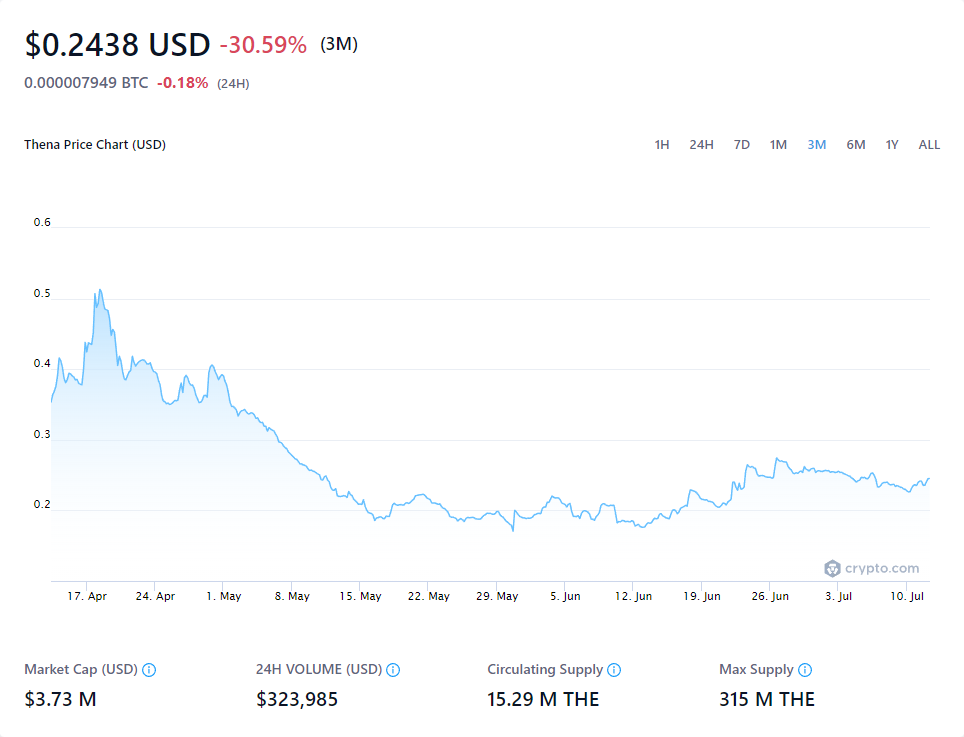 $0.2438 USD -30.59% (3M)
0.000007949 BTC -0.18% (24H)
Thena Price Chart (USD) 1H 24H 7D 1M 3M 6M 1Y ALL
0.6
0.5
0.4
0.3
0.2
crypto.com
17. Apr 24. Apr 1. May 8. May 15. May 22. May 29. May 5. Jun 12. Jun 19. Jun 26. Jun 3. Jul 10. Jul
Market Cap (USD) 24H VOLUME (USD) Circulating Supply Max Supply
$3.73 M $323,985 15.29 M THE 315 M THE